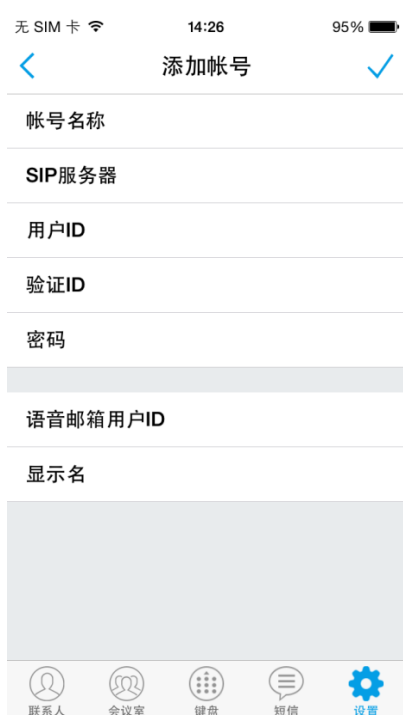 无 SIM 卡 14:26 95%
添加帐号
帐号名称
SIP服务器
用户ID
验证ID
密码
语音邮箱用户ID
显示名
联系人 会议室 键盘 短信 设置